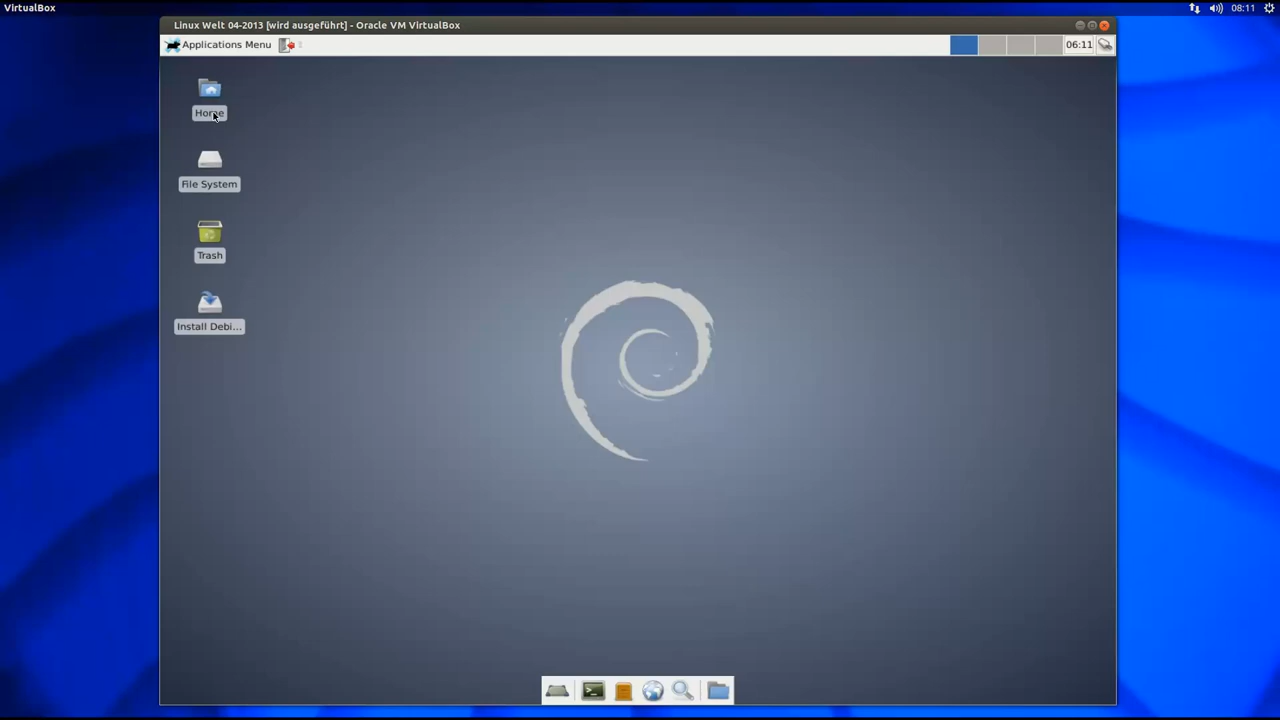 VirtualBox
08:11
Linux Welt 04-2013 [wird ausgeführt] - Oracle VM VirtualBox
Applications Menu
06:11
Home
File System
Trash
Install Debi...